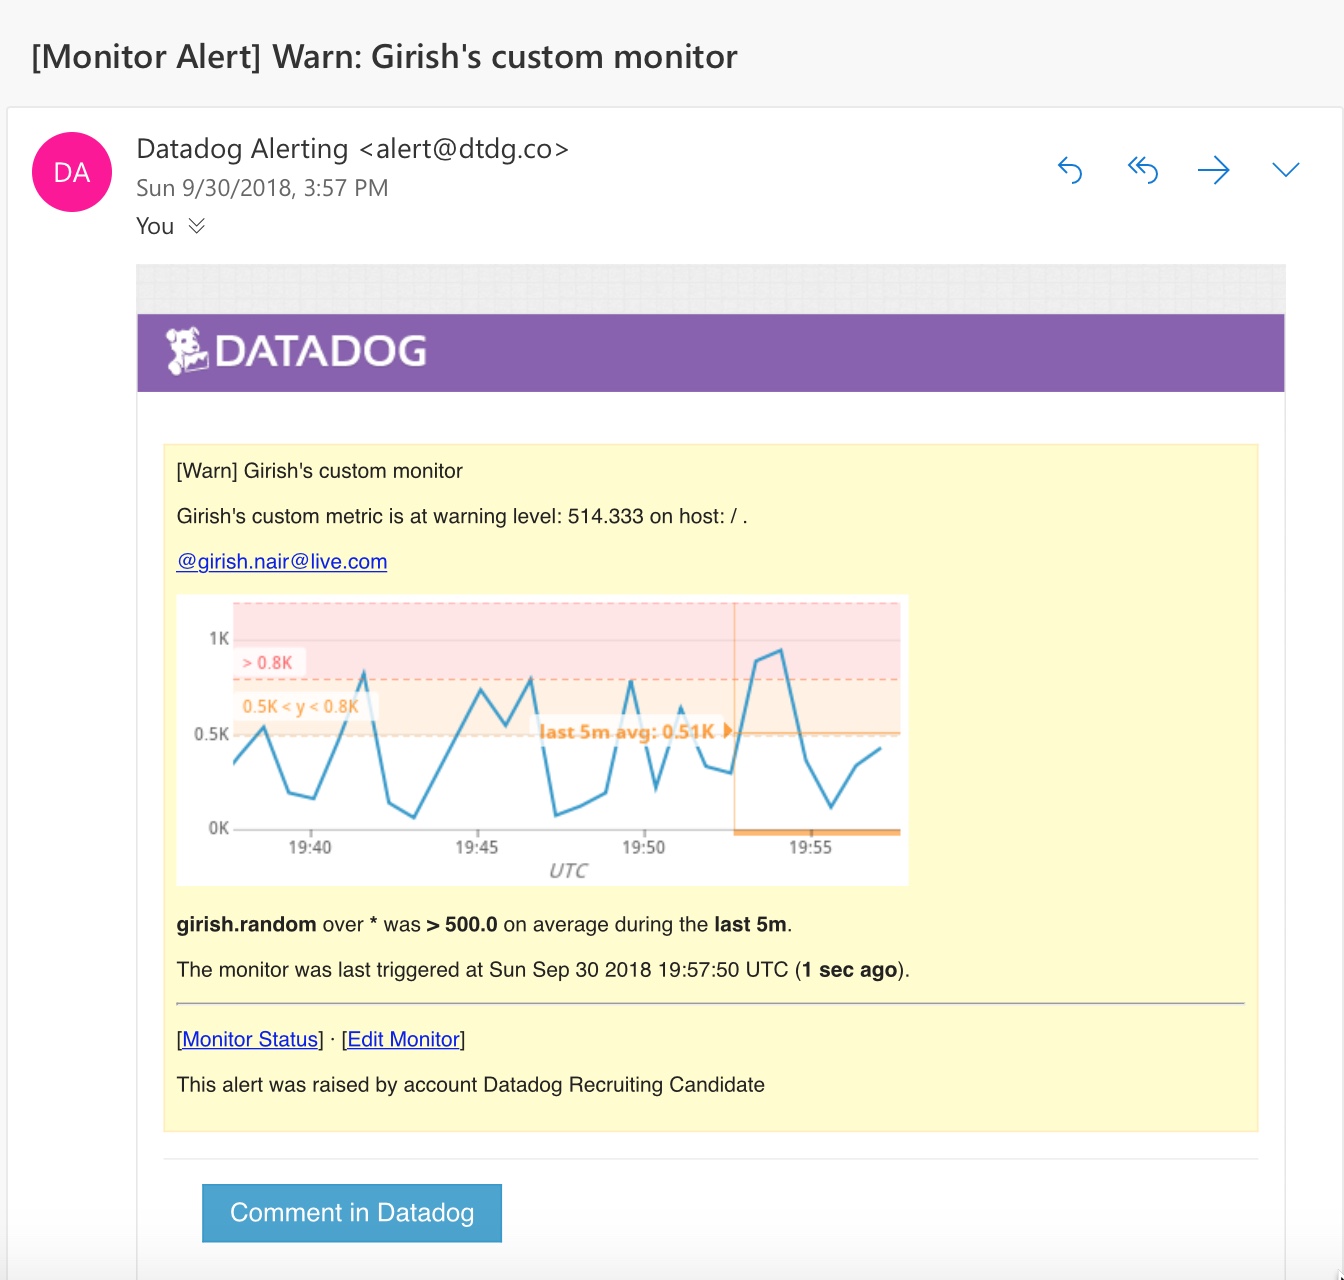 [Monitor Alert] Warn: Girish's custom monitor
DA
Datadog Alerting <alert@dtdg.co>
Sun 9/30/2018, 3:57 PM
You
DATADOG
[Warn] Girish's custom monitor
Girish's custom metric is at warning level: 514.333 on host: / .
@girish.nair@live.com
1K
> 0.8K
0.5K < y < 0.8K
0.5K
last 5m avg: 0.51K
0K
19:40 19:45 19:50 19:55
UTC
girish.random over * was > 500.0 on average during the last 5m.
The monitor was last triggered at Sun Sep 30 2018 19:57:50 UTC (1 sec ago).
[Monitor Status] · [Edit Monitor]
This alert was raised by account Datadog Recruiting Candidate
Comment in Datadog